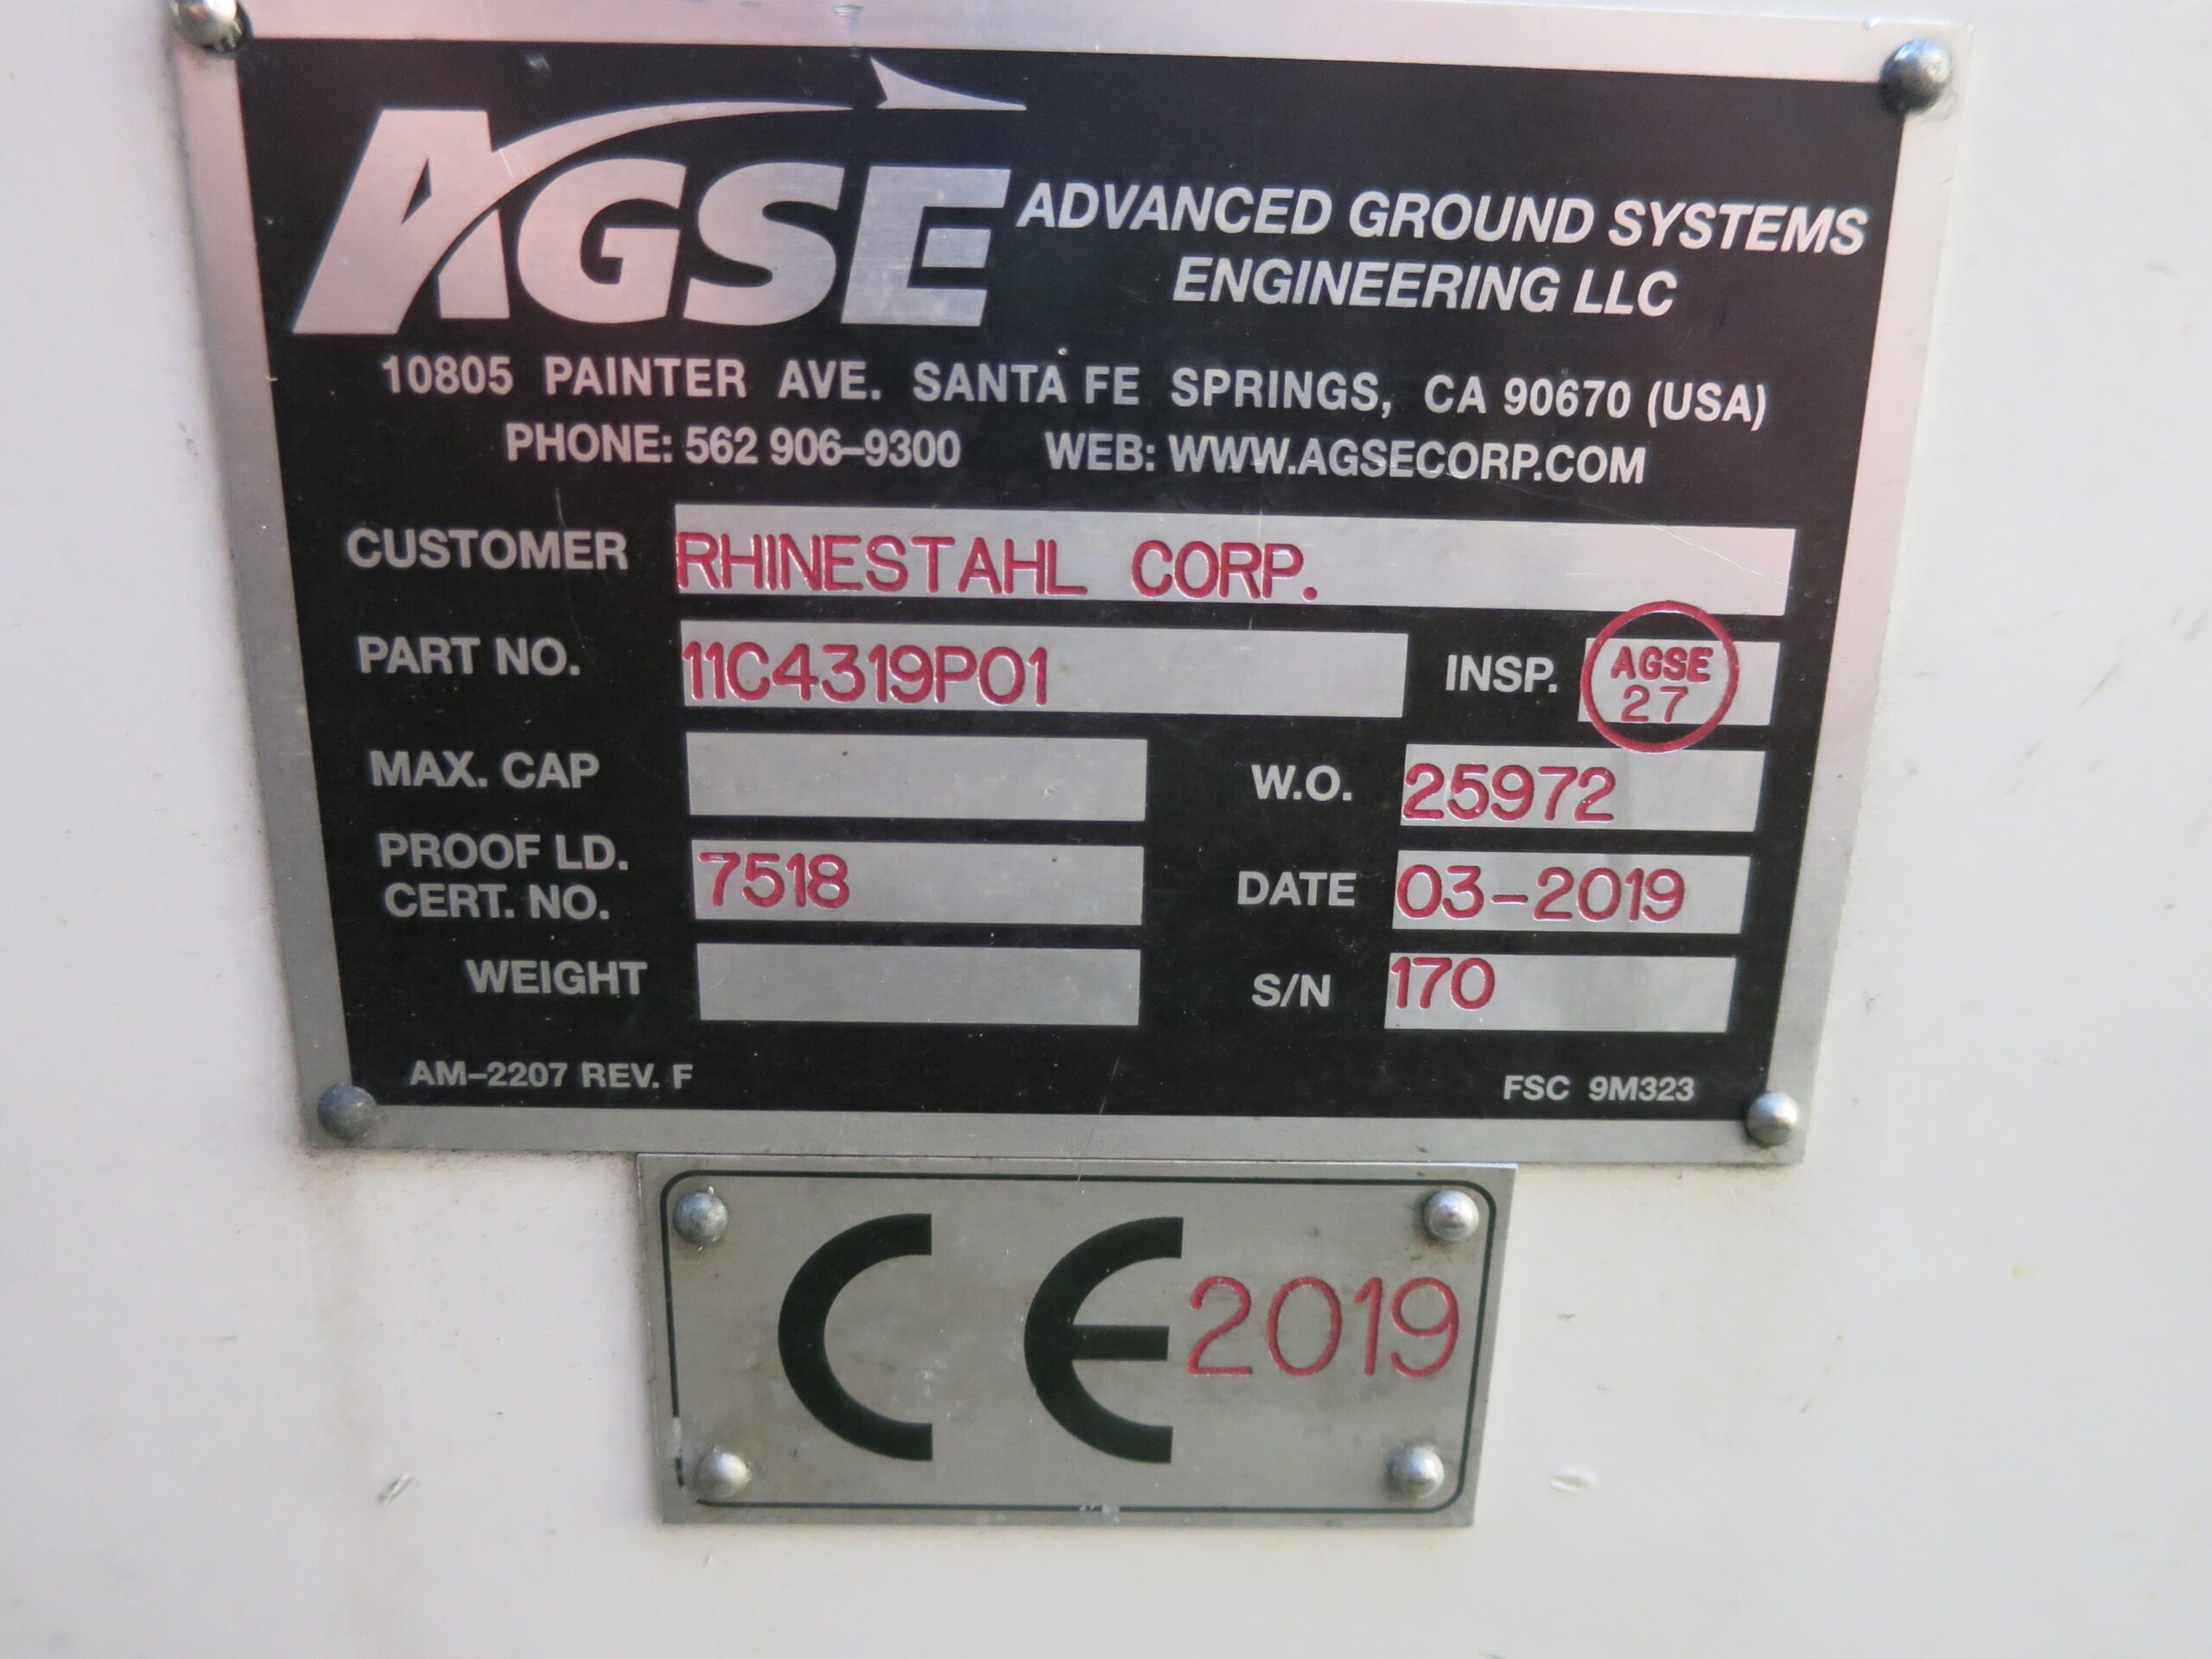 AGSE ADVANCED GROUND SYSTEMS
ENGINEERING LLC
10805 PAINTER AVE. SANTA FE SPRINGS, CA 90670 (USA)
PHONE: 562 906-9300 WEB: WWW.AGSECORP.COM
CUSTOMER RHINESTAHL CORP.
PART NO. 11C4319P01 INSP. AGSE 27
MAX. CAP W.O. 25972
PROOF LD.
CERT. NO. 7518 DATE 03-2019
WEIGHT S/N 170
AM-2207 REV. F FSC 9M323
CE 2019